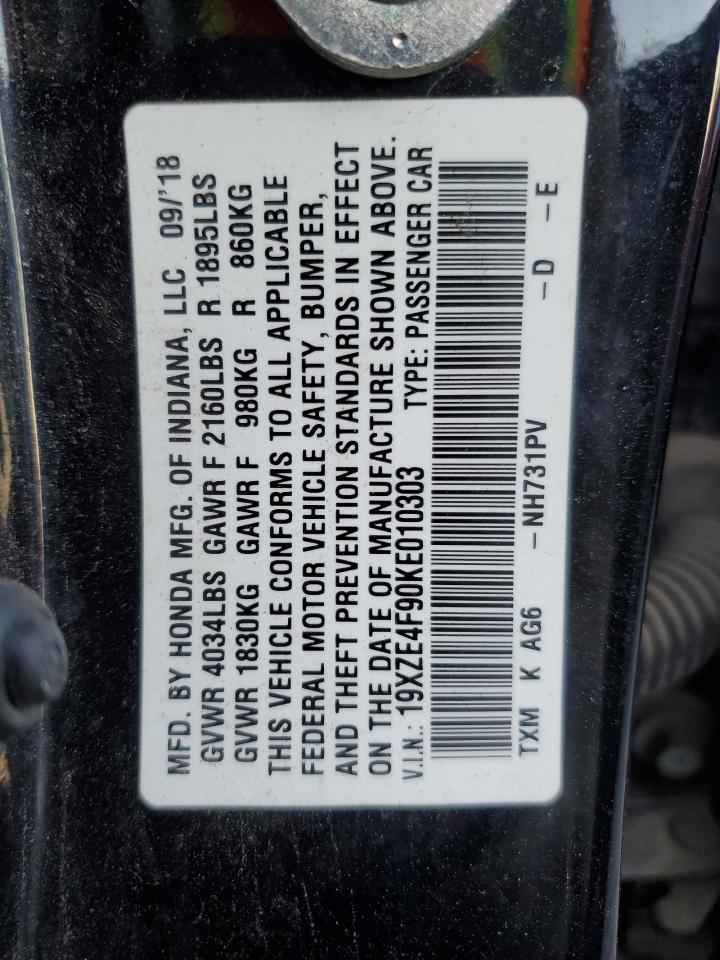 MFD. BY HONDA MFG. OF INDIANA, LLC 09/'18
GVWR 4034LBS GAWR F 2160LBS R 1895LBS
GVWR 1830KG GAWR F 980KG R 860KG
THIS VEHICLE CONFORMS TO ALL APPLICABLE
FEDERAL MOTOR VEHICLE SAFETY, BUMPER,
AND THEFT PREVENTION STANDARDS IN EFFECT
ON THE DATE OF MANUFACTURE SHOWN ABOVE.
V.I.N.: 19XZE4F90KE010303 TYPE: PASSENGER CAR
TXM K AG6 -NH731PV -D -E